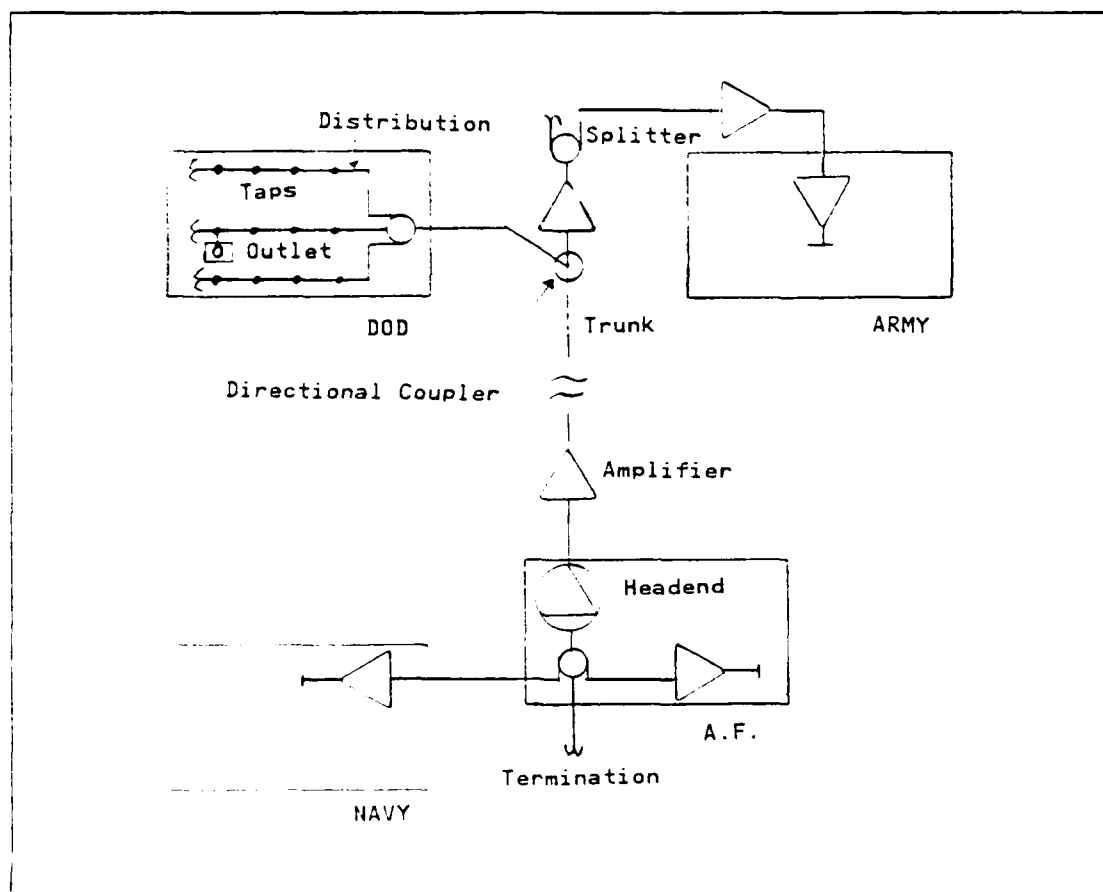 Distribution
Splitter
Taps
Outlet
DOD
Trunk
ARMY
Directional Coupler
Amplifier
Headend
A.F.
Termination
NAVY